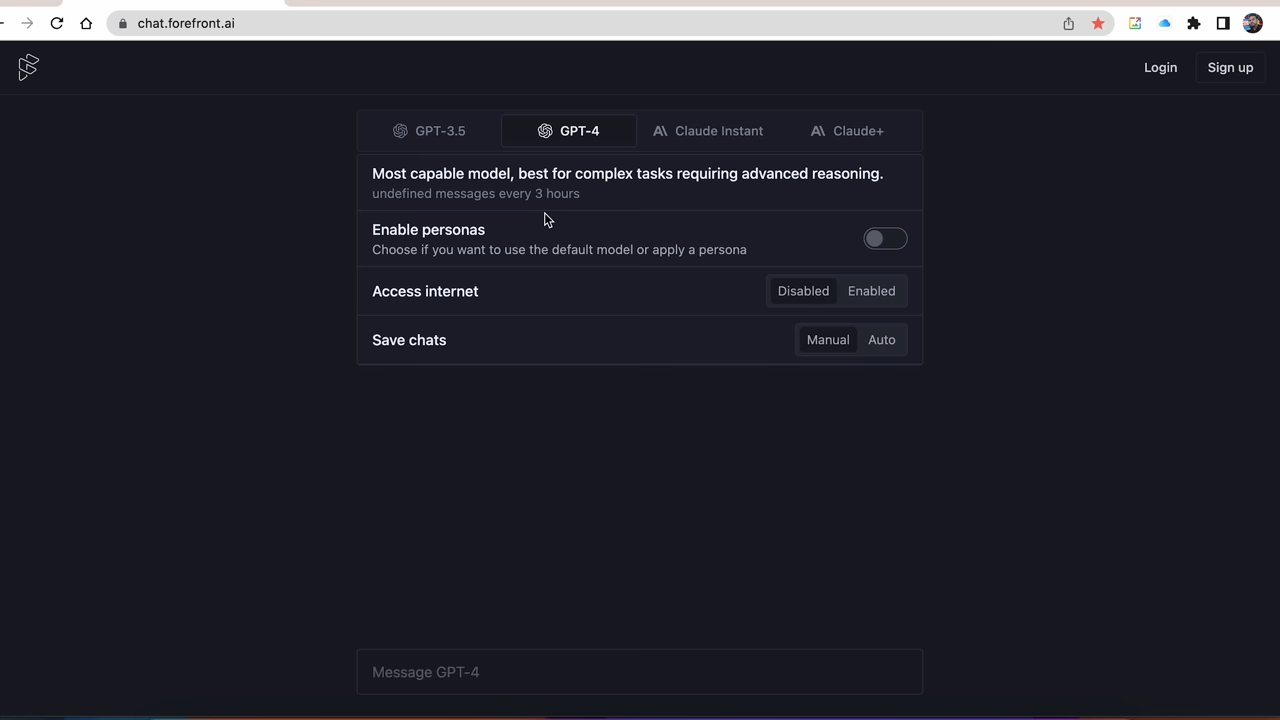 chat.forefront.ai
Login
Sign up
GPT-3.5
GPT-4
Claude Instant
Claude+
Most capable model, best for complex tasks requiring advanced reasoning.
undefined messages every 3 hours
Enable personas
Choose if you want to use the default model or apply a persona
Access internet
Disabled
Enabled
Save chats
Manual
Auto
Message GPT-4